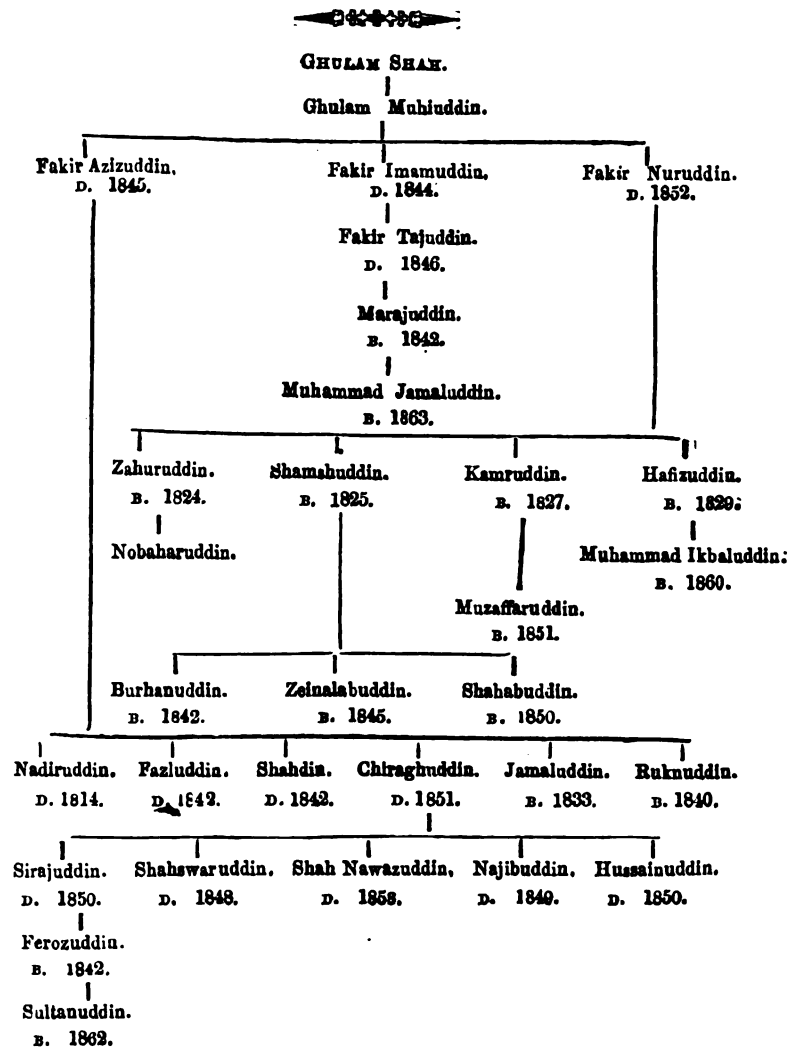 GHULAM SHAH.
Ghulam Muhiuddin.
Fakir Azizuddin. Fakir Imamuddin. Fakir Nuruddin.
D. 1845. D. 1844. D. 1852.
Fakir Tajuddin.
D. 1846.
Marajuddin.
B. 1842.
Muhammad Jamaluddin.
B. 1863.
Zahuruddin. Shamshuddin. Kamruddin. Hafizuddin.
B. 1824. B. 1825. B. 1827. B. 1829.
Nobaharuddin. Muhammad Ikbaluddin.
B. 1860.
Muzaffaruddin.
B. 1851.
Burhanuddin. Zeinalabuddin. Shahabuddin.
B. 1842. B. 1845. B. 1850.
Nadiruddin. Fazluddin. Shahdin. Chiraghuddin. Jamaluddin. Ruknuddin.
D. 1814. D. 1842. D. 1842. D. 1851. B. 1833. B. 1840.
Sirajuddin. Shahswaruddin. Shah Nawazuddin. Najibuddin. Hussainuddin.
D. 1850. D. 1848. D. D. 1849. D. 1850.
Ferozuddin.
B. 1842.
Sultanuddin.
B. 1862.